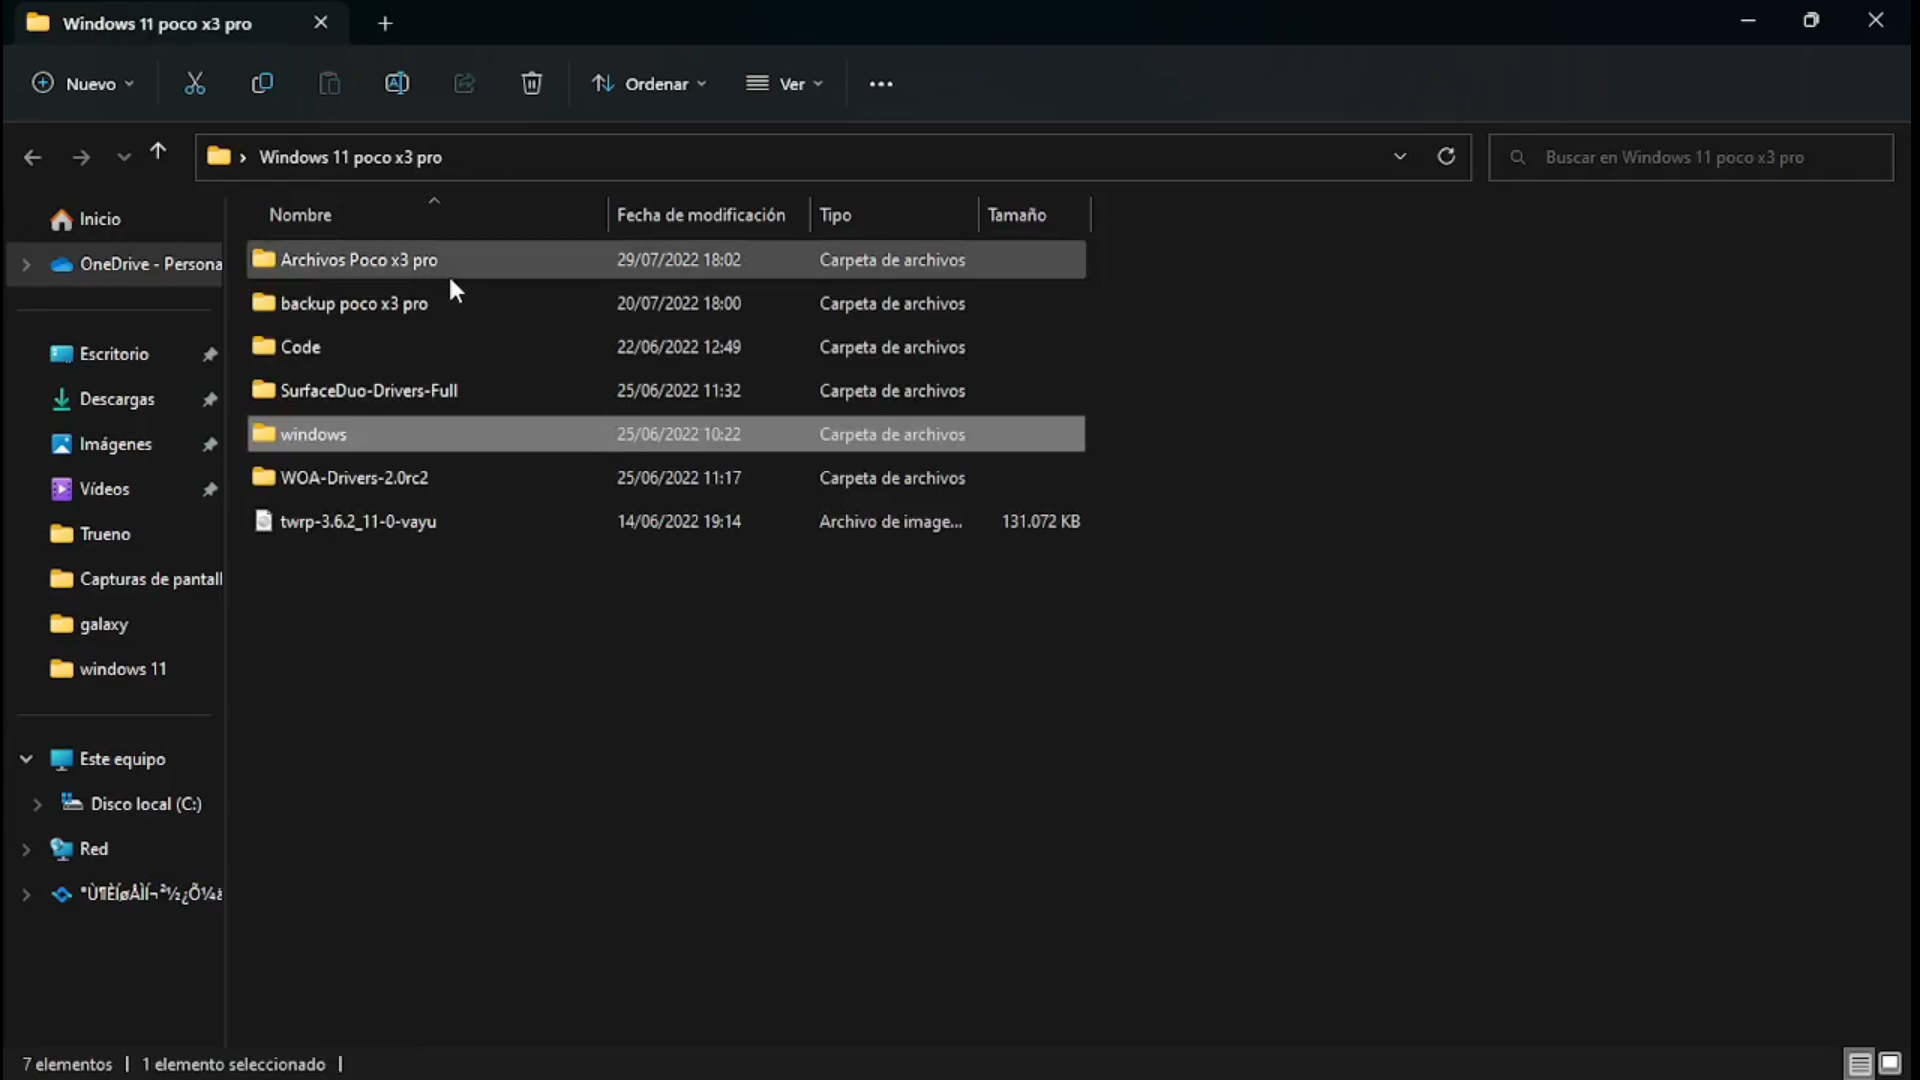 Windows 11 poco x3 pro
Nuevo
Ordenar
Ver
Windows 11 poco x3 pro
Buscar en Windows 11 poco x3 pro
Nombre Fecha de modificación Tipo Tamaño
Archivos Poco x3 pro 29/07/2022 18:02 Carpeta de archivos
backup poco x3 pro 20/07/2022 18:00 Carpeta de archivos
Code 22/06/2022 12:49 Carpeta de archivos
SurfaceDuo-Drivers-Full 25/06/2022 11:32 Carpeta de archivos
windows 25/06/2022 10:22 Carpeta de archivos
WOA-Drivers-2.0rc2 25/06/2022 11:17 Carpeta de archivos
twrp-3.6.2_11-0-vayu 14/06/2022 19:14 Archivo de image... 131.072 KB
Inicio
OneDrive - Persona
Escritorio
Descargas
Imágenes
Vídeos
Trueno
Capturas de pantall
galaxy
windows 11
Este equipo
Disco local (C:)
Red
7 elementos | 1 elemento seleccionado |